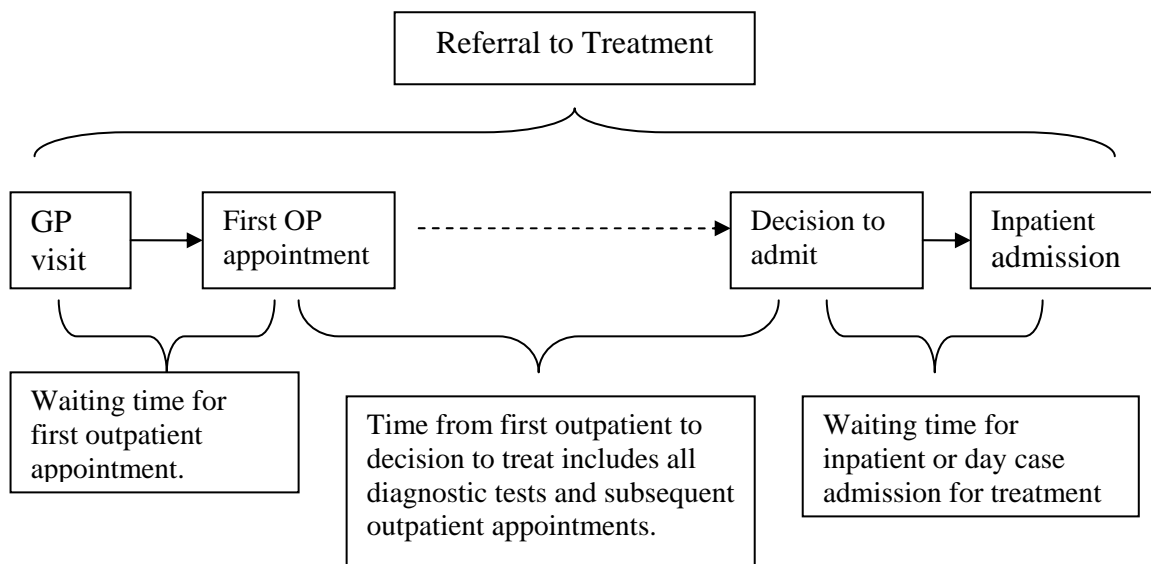 Referral to Treatment
GP
visit
First OP
appointment
Decision to
admit
Inpatient
admission
Waiting time for
first outpatient
appointment.
Time from first outpatient to
decision to treat includes all
diagnostic tests and subsequent
outpatient appointments.
Waiting time for
inpatient or day case
admission for treatment